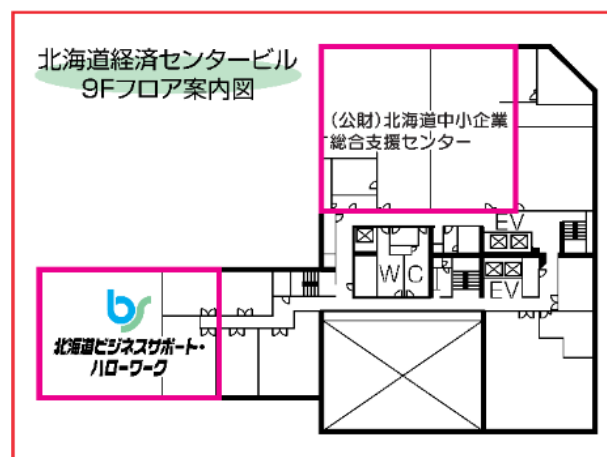 北海道経済センタービル
9Fフロア案内図
(公財)北海道中小企業
総合支援センター
EV
WC
EV
bs
北海道ビジネスサポート・
ハローワーク